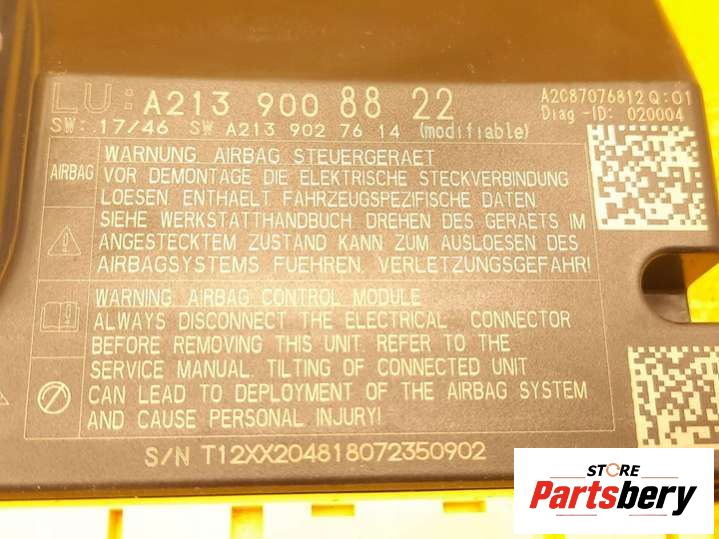 LU: A213 900 88 22
A2C87076812 Q:01
SW: 17/46 SW A213 902 76 14 (modifiable)
Diag -ID: 020004
AIRBAG
WARNUNG AIRBAG STEUERGERAET
VOR DEMONTAGE DIE ELEKTRISCHE STECKVERBINDUNG
LOESEN ENTHAELT FAHRZEUGSPEZIFISCHE DATEN
SIEHE WERKSTATTHANDBUCH DREHEN DES GERAETS IM
ANGESTECKTEM ZUSTAND KANN ZUM AUSLOESEN DES
AIRBAGSYSTEMS FUEHREN, VERLETZUNGSGEFAHR!
WARNING AIRBAG CONTROL MODULE
ALWAYS DISCONNECT THE ELECTRICAL CONNECTOR
BEFORE REMOVING THIS UNIT. REFER TO THE
SERVICE MANUAL. TILTING OF CONNECTED UNIT
CAN LEAD TO DEPLOYMENT OF THE AIRBAG SYSTEM
AND CAUSE PERSONAL INJURY!
S/N T12XX204818072350902
STORE
Partsbery